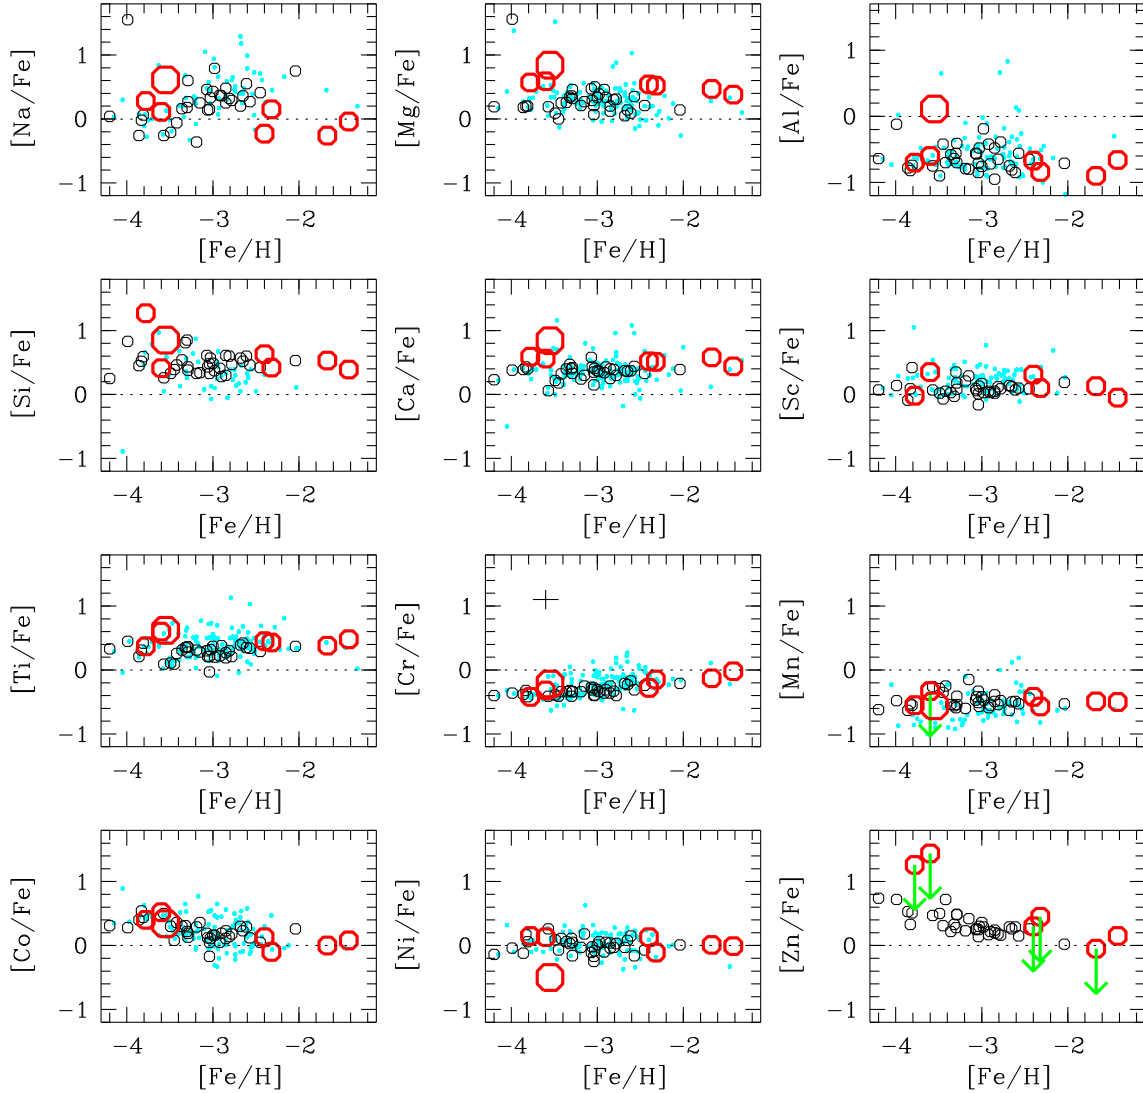 [Na/Fe] 1 0 −1 −4 −3 −2 [Fe/H]
[Mg/Fe] 1 0 −1 −4 −3 −2 [Fe/H]
[Al/Fe] 1 0 −1 −4 −3 −2 [Fe/H]
[Si/Fe] 1 0 −1 −4 −3 −2 [Fe/H]
[Ca/Fe] 1 0 −1 −4 −3 −2 [Fe/H]
[Sc/Fe] 1 0 −1 −4 −3 −2 [Fe/H]
[Ti/Fe] 1 0 −1 −4 −3 −2 [Fe/H]
[Cr/Fe] 1 0 −1 −4 −3 −2 [Fe/H]
[Mn/Fe] 1 0 −1 −4 −3 −2 [Fe/H]
[Co/Fe] 1 0 −1 −4 −3 −2 [Fe/H]
[Ni/Fe] 1 0 −1 −4 −3 −2 [Fe/H]
[Zn/Fe] 1 0 −1 −4 −3 −2 [Fe/H]